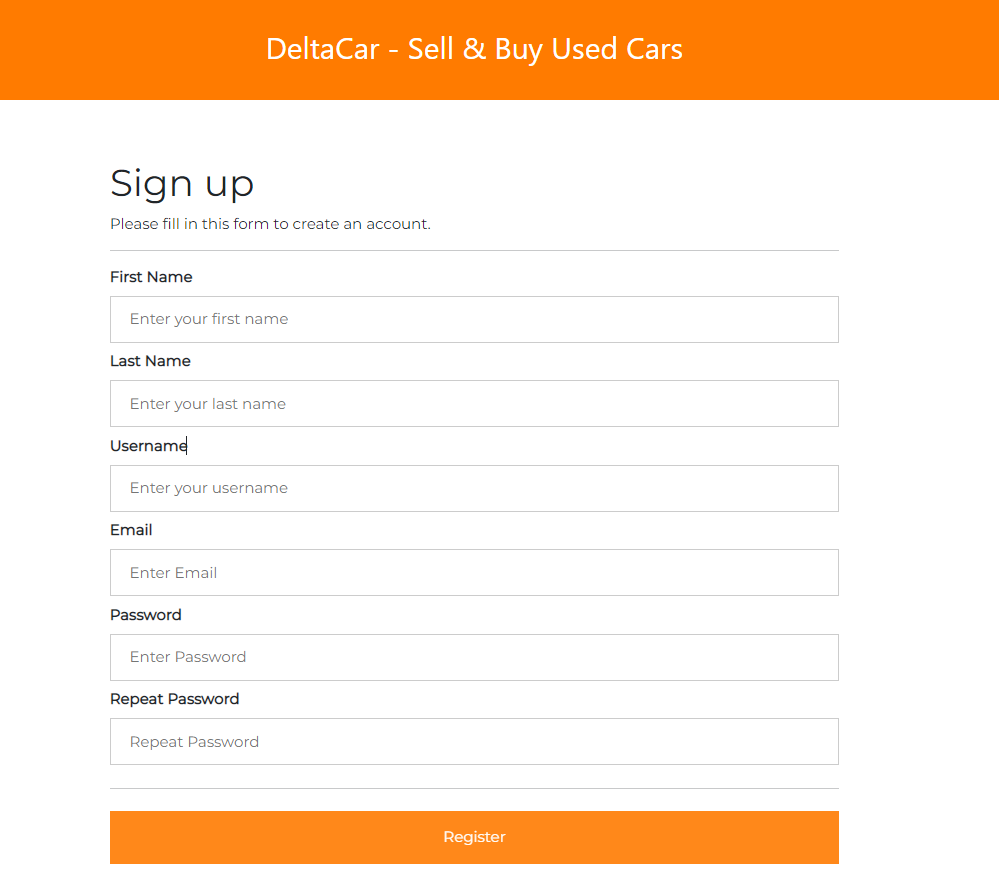 DeltaCar - Sell & Buy Used Cars
Sign up
Please fill in this form to create an account.
First Name
Enter your first name
Last Name
Enter your last name
Username
Enter your username
Email
Enter Email
Password
Enter Password
Repeat Password
Repeat Password
Register